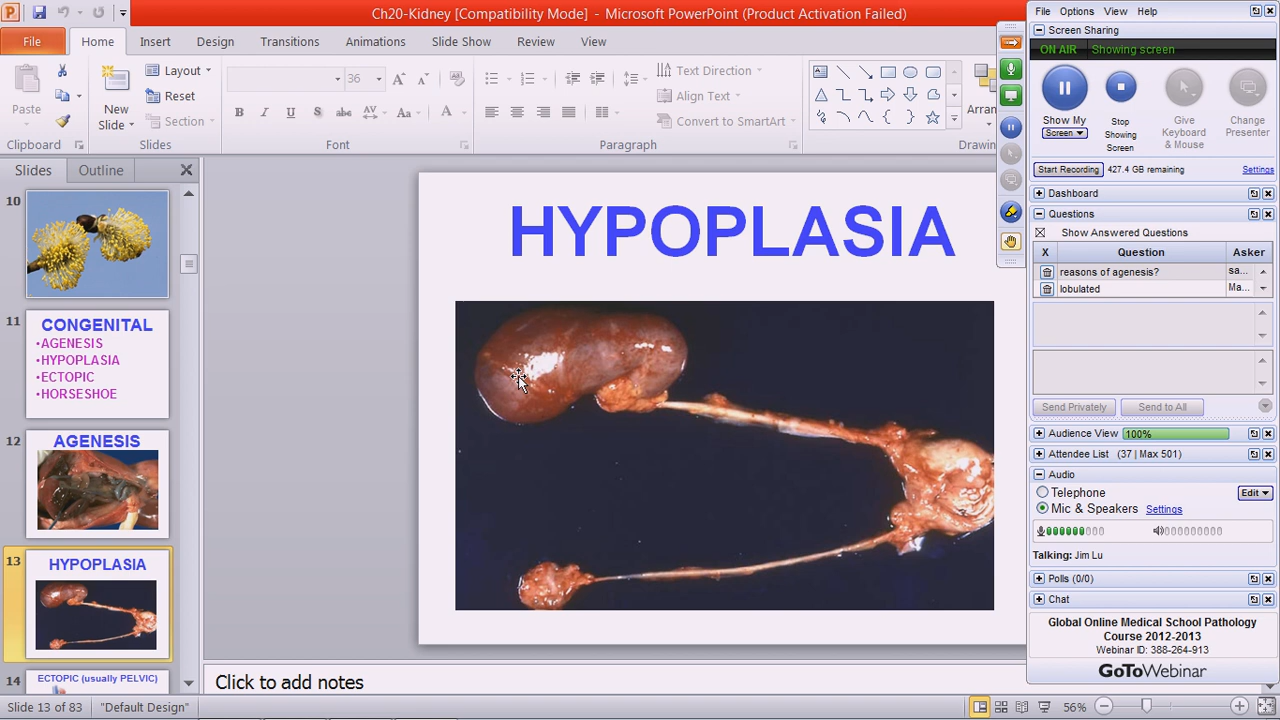 Ch20-Kidney [Compatibility Mode] - Microsoft PowerPoint (Product Activation Failed)
File Home Insert Design Transitions Animations Slide Show Review View
Paste
New Slide
Layout
Reset
Section
36
Text Direction
Align Text
Convert to SmartArt
Arran
Clipboard Slides Font Paragraph Drawin
Slides Outline
10
11
CONGENITAL
•AGENESIS
•HYPOPLASIA
•ECTOPIC
•HORSESHOE
12
AGENESIS
13
HYPOPLASIA
14
ECTOPIC (usually PELVIC)
HYPOPLASIA
Click to add notes
Slide 13 of 83 "Default Design"
56%
File Options View Help
Screen Sharing
ON AIR Showing screen
Show My Screen
Stop Showing Screen
Give Keyboard & Mouse
Change Presenter
Start Recording 427.4 GB remaining Settings
Dashboard
Questions
Show Answered Questions
X Question Asker
reasons of agenesis? sa...
lobulated Ma...
Send Privately Send to All
Audience View 100%
Attendee List (37 | Max 501)
Audio
Telephone Edit
Mic & Speakers Settings
Talking: Jim Lu
Polls (0/0)
Chat
Global Online Medical School Pathology
Course 2012-2013
Webinar ID: 388-264-913
GoToWebinar